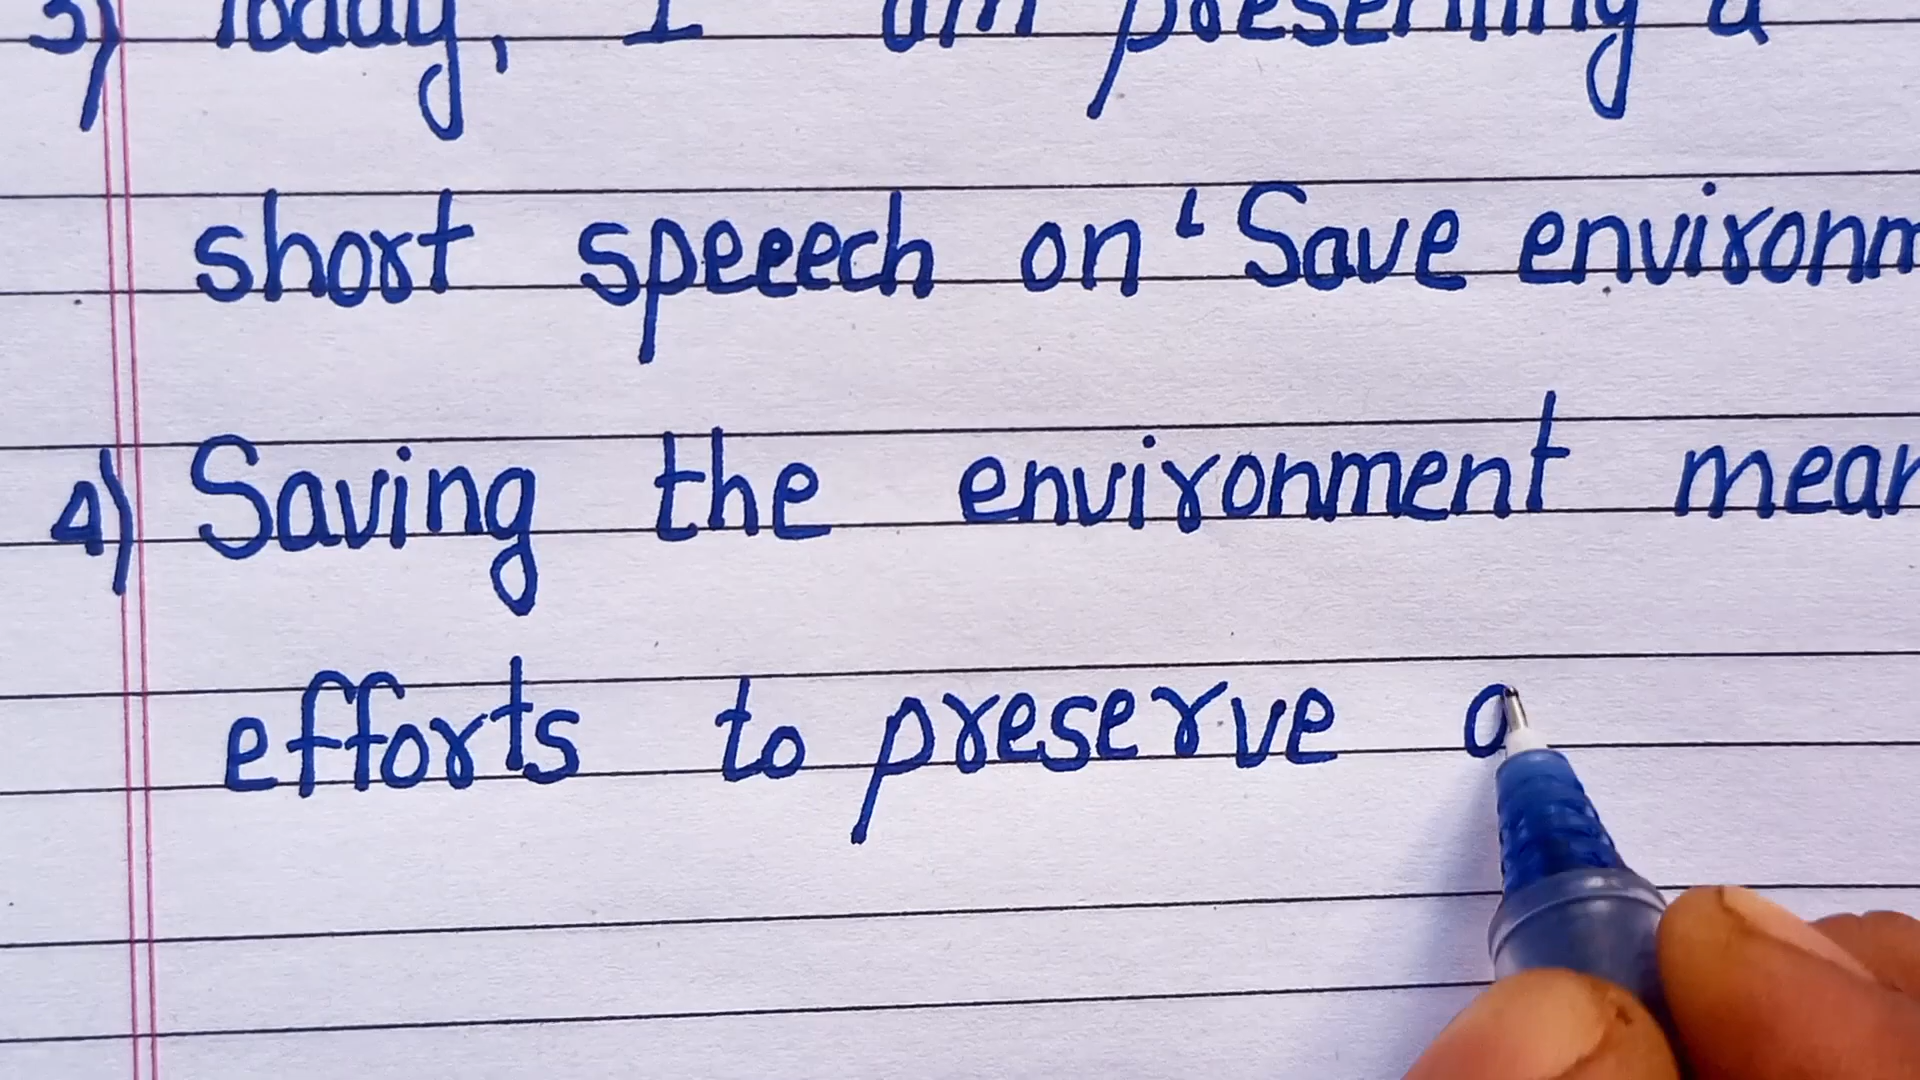 3) Today, I am presenting a
short speeech on 'Save environm
4) Saving the environment mean
efforts to preserve a